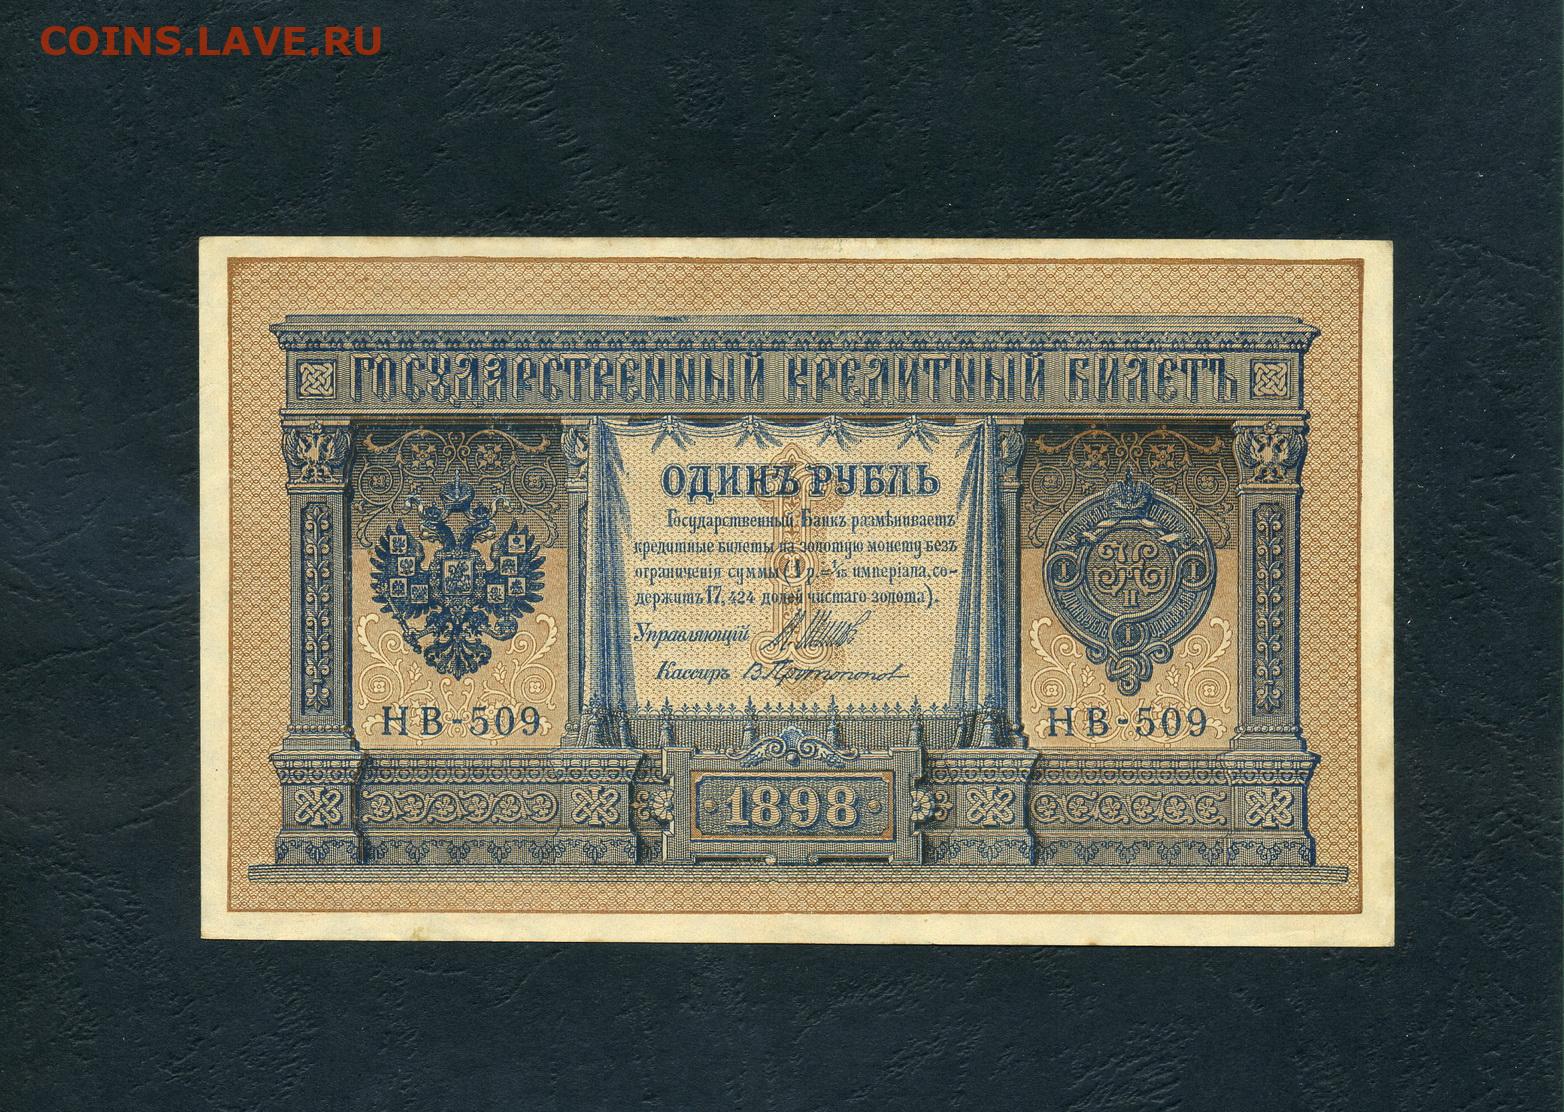 COINS.LAVE.RU
ГОСУДАРСТВЕННЫЙ КРЕДИТНЫЙ БИЛЕТЪ
ОДИНЪ РУБЛЬ
Государственный Банкъ размѣниваетъ
кредитные билеты на золотую монету безъ
ограниченія суммы (1 р. = 1/15 имперіала, со-
держитъ 17,424 долей чистаго золота).
Управляющій
Кассиръ В Протопопов
НВ-509 НВ-509
1898